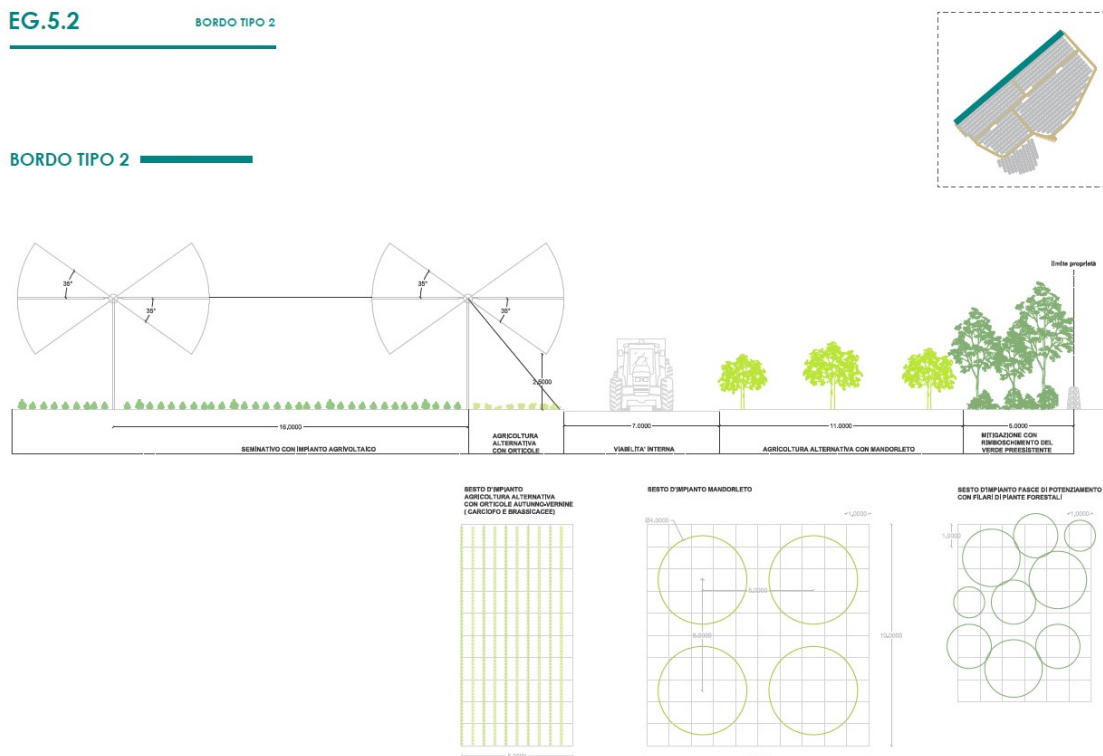 EG.5.2
BORDO TIPO 2
BORDO TIPO 2
limite proprietà
35°
35°
35°
35°
2,5000
16,0000
7.0000
11.0000
5.0000
SEMINATIVO CON IMPIANTO AGRIVOLTAICO
AGRICOLTURA
ALTERNATIVA
CON ORTICOLE
VIABILITA' INTERNA
AGRICOLTURA ALTERNATIVA CON MANDORLETO
MITIGAZIONE CON
RIMBOSCHIMENTO DEL
VERDE PREESISTENTE
SESTO D'IMPIANTO
AGRICOLTURA ALTERNATIVA
CON ORTICOLE AUTUNNO-VERNINE
( CARCIOFO E BRASSICACEE)
SESTO D'IMPIANTO MANDORLETO
SESTO D'IMPIANTO FASCE DI POTENZIAMENTO
CON FILARI DI PIANTE FORESTALI
1,0000
Ø4,0000
10,0000
1,0000
1,0000